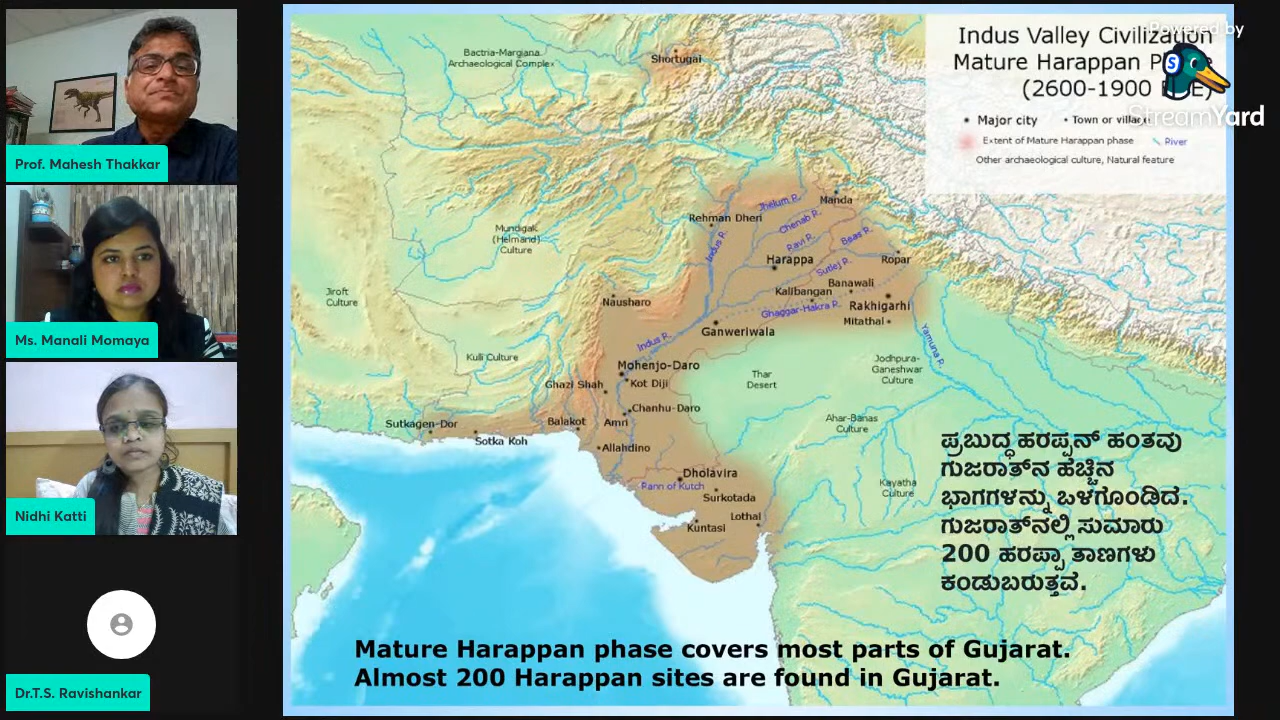 Prof. Mahesh Thakkar
Ms. Manali Momaya
Nidhi Katti
Dr.T.S. Ravishankar
Powered by
StreamYard
Indus Valley Civilization
Mature Harappan
(2600-1900
Major city
Town or village
Extent of Mature Harappan phase
River
Other archaeological culture, Natural feature
Bactria-Margiana
Archaeological Complex
Shortugai
Manda
Jhelum R.
Rehman Dheri
Chenab R.
Mundigak
(Helmand)
Culture
Indus R.
Ravi R.
Beas R.
Harappa
Ropar
Sutlej R.
Jiroft
Culture
Kalibangan
Banawali
Nausharo
Rakhigarhi
Ghaggar-Hakra R.
Mitathal
Ganweriwala
Indus R.
Yamuna R.
Kulli Culture
Mohenjo-Daro
Jodhpura-
Ganeshwar
Culture
Ghazi Shah
Kot Diji
Thar
Desert
Chanhu-Daro
Sutkagen-Dor
Balakot
Amri
Ahar-Banas
Culture
Sotka Koh
Allahdino
Dholavira
Rann of Kutch
Kayatha
Culture
Surkotada
Lothal
Kuntasi
ಪ್ರಬುದ್ಧ ಹರಪ್ಪನ್ ಹಂತವು
ಗುಜರಾತ್‌ನ ಹೆಚ್ಚಿನ
ಭಾಗಗಳನ್ನು ಒಳಗೊಂಡಿದೆ.
ಗುಜರಾತ್‌ನಲ್ಲಿ ಸುಮಾರು
200 ಹರಪ್ಪಾ ತಾಣಗಳು
ಕಂಡುಬರುತ್ತವೆ.
Mature Harappan phase covers most parts of Gujarat.
Almost 200 Harappan sites are found in Gujarat.